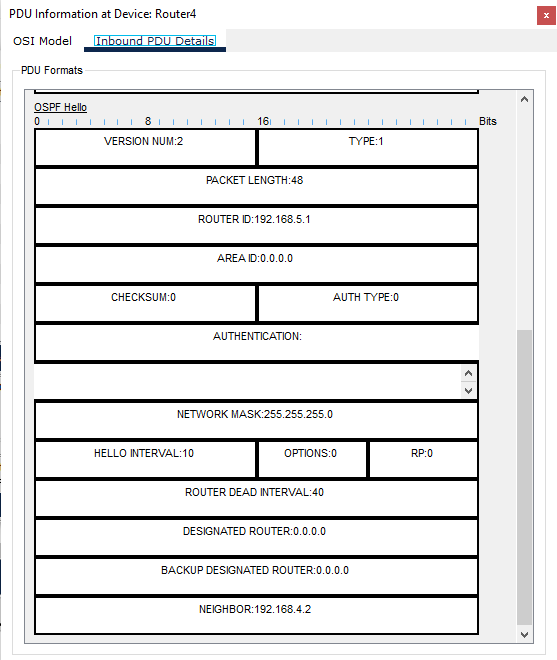 PDU Information at Device: Router4
x
OSI Model Inbound PDU Details
PDU Formats
OSPF Hello
0 8 16 Bits
VERSION NUM:2 TYPE:1
PACKET LENGTH:48
ROUTER ID:192.168.5.1
AREA ID:0.0.0.0
CHECKSUM:0 AUTH TYPE:0
AUTHENTICATION:
NETWORK MASK:255.255.255.0
HELLO INTERVAL:10 OPTIONS:0 RP:0
ROUTER DEAD INTERVAL:40
DESIGNATED ROUTER:0.0.0.0
BACKUP DESIGNATED ROUTER:0.0.0.0
NEIGHBOR:192.168.4.2